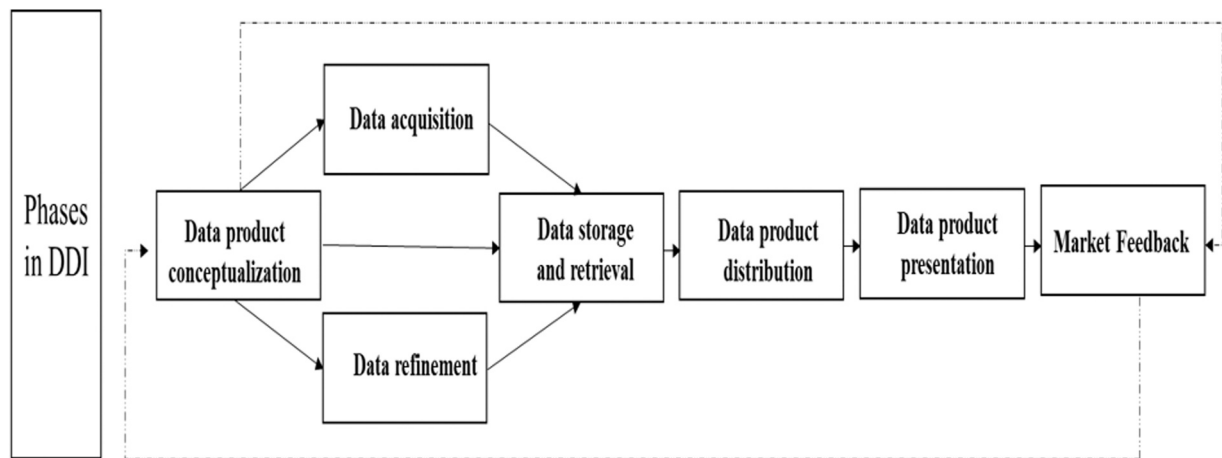 Phases
in DDI
Data acquisition
Data product
conceptualization
Data refinement
Data storage
and retrieval
Data product
distribution
Data product
presentation
Market Feedback